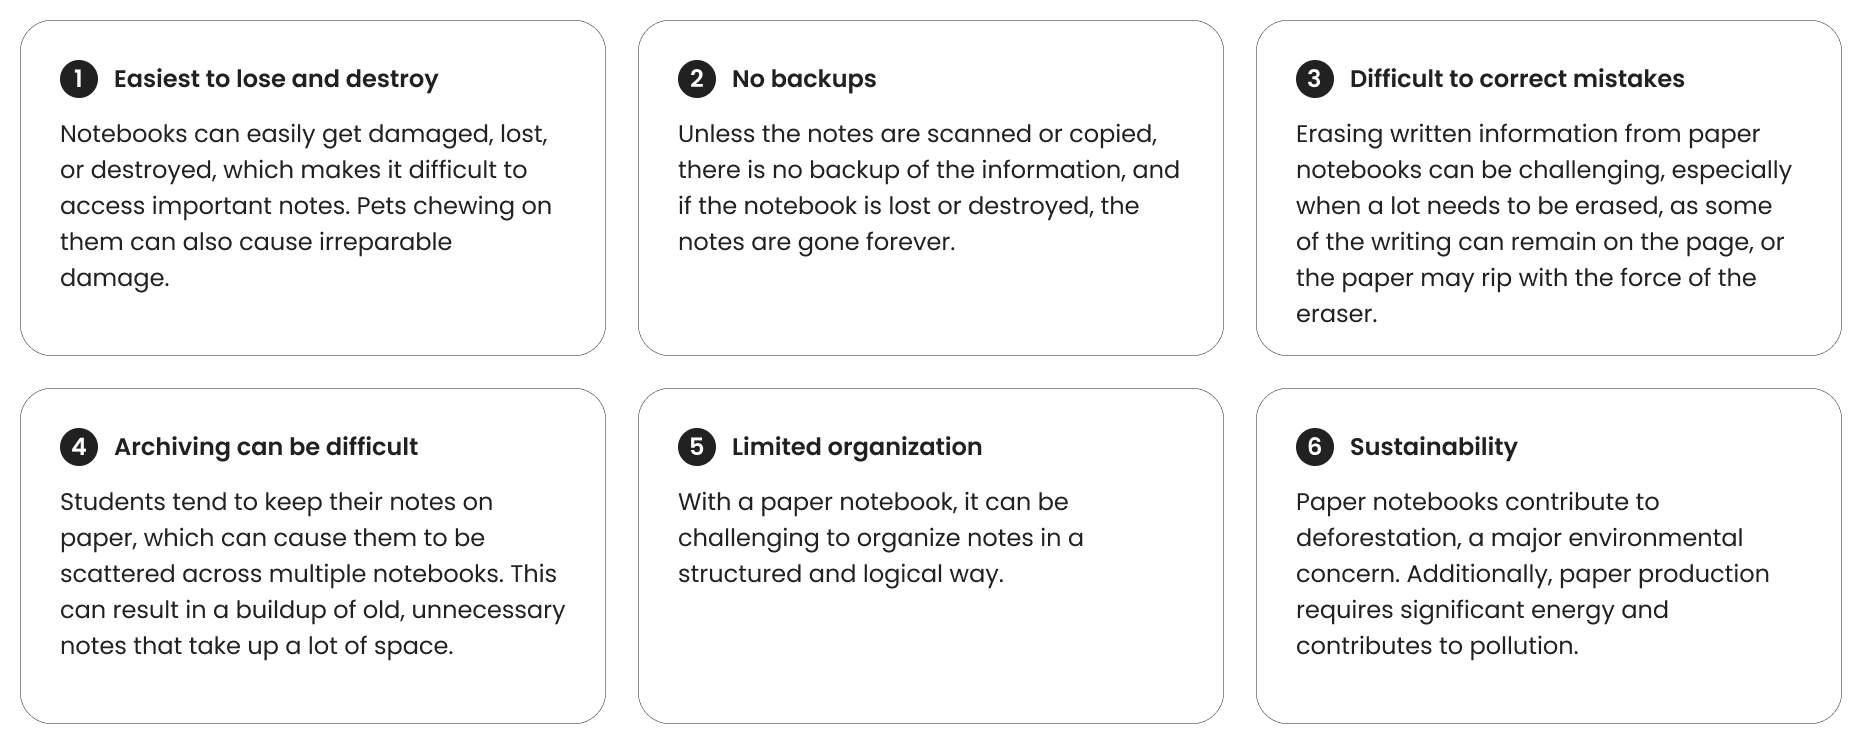 1 Easiest to lose and destroy
Notebooks can easily get damaged, lost,
or destroyed, which makes it difficult to
access important notes. Pets chewing on
them can also cause irreparable
damage.
2 No backups
Unless the notes are scanned or copied,
there is no backup of the information, and
if the notebook is lost or destroyed, the
notes are gone forever.
3 Difficult to correct mistakes
Erasing written information from paper
notebooks can be challenging, especially
when a lot needs to be erased, as some
of the writing can remain on the page, or
the paper may rip with the force of the
eraser.
4 Archiving can be difficult
Students tend to keep their notes on
paper, which can cause them to be
scattered across multiple notebooks. This
can result in a buildup of old, unnecessary
notes that take up a lot of space.
5 Limited organization
With a paper notebook, it can be
challenging to organize notes in a
structured and logical way.
6 Sustainability
Paper notebooks contribute to
deforestation, a major environmental
concern. Additionally, paper production
requires significant energy and
contributes to pollution.